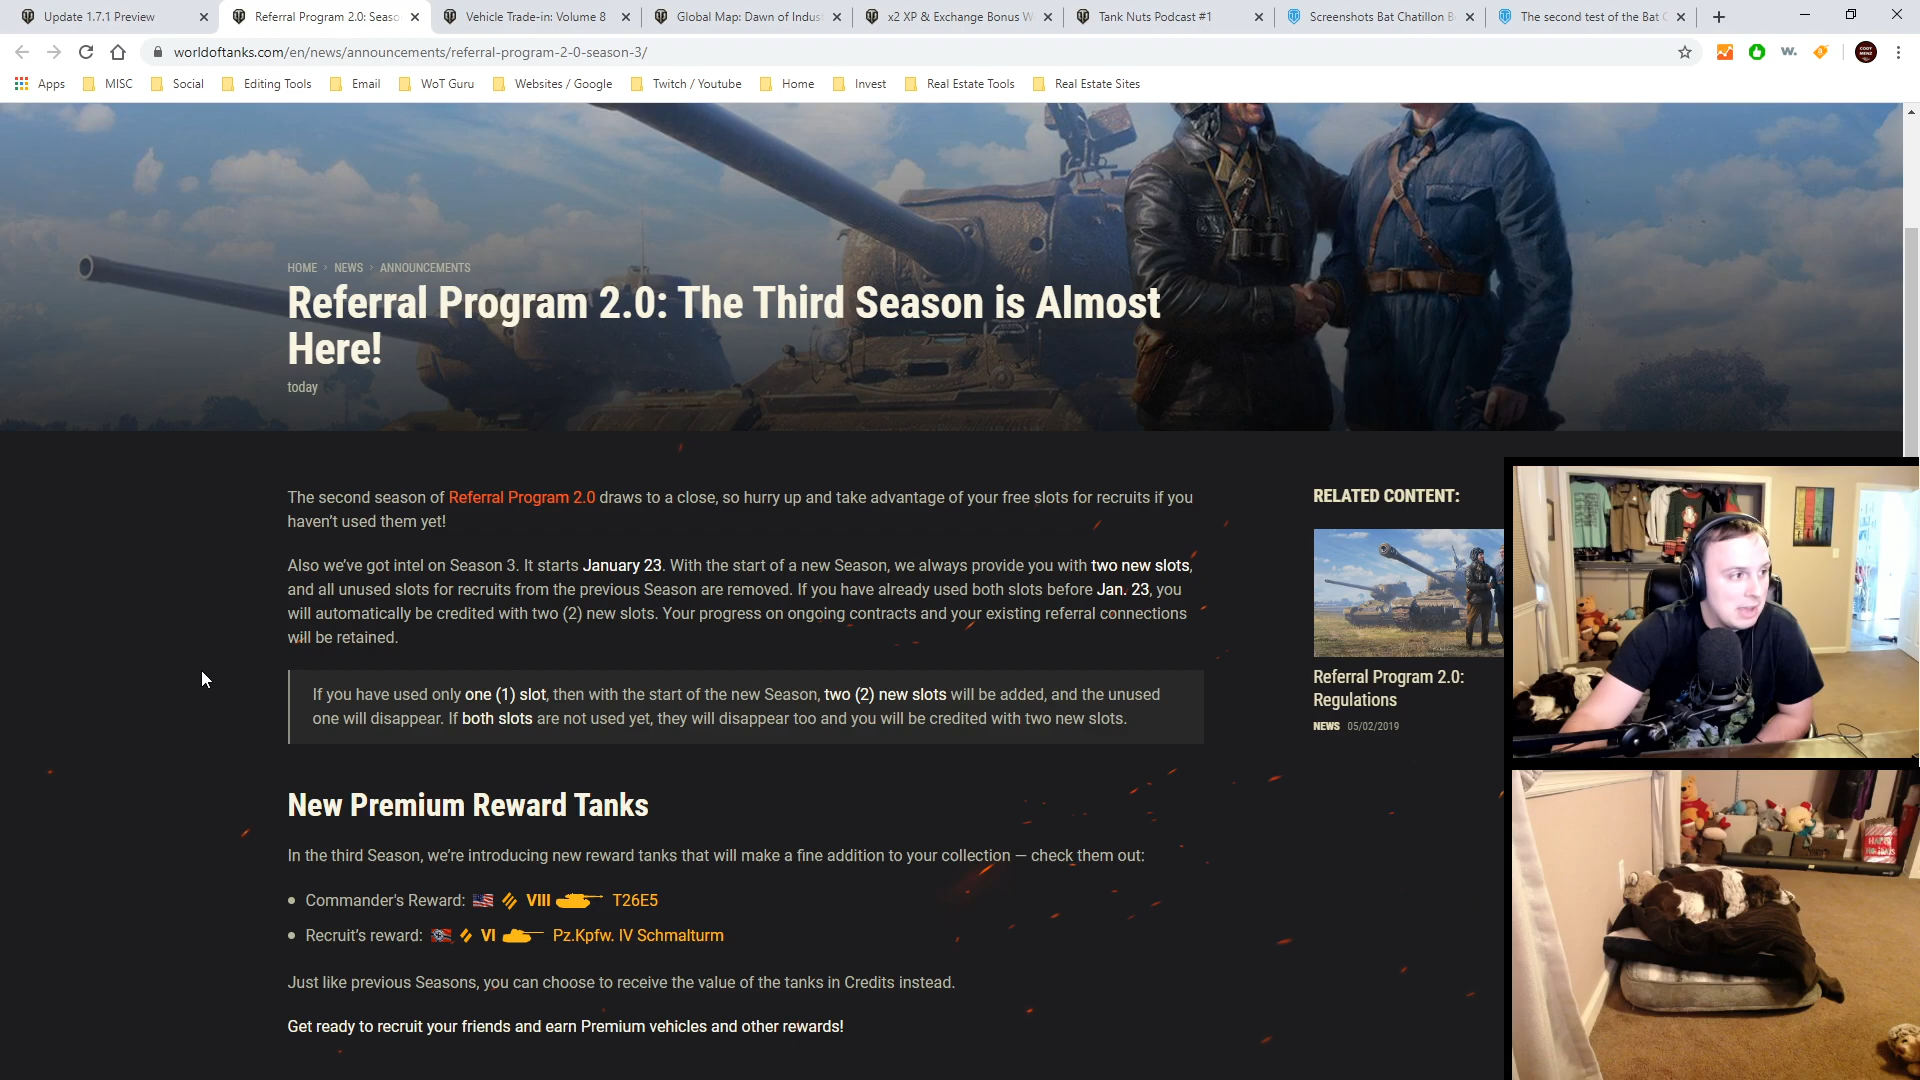 Update 1.7.1 Preview
Referral Program 2.0: Seaso
Vehicle Trade-in: Volume 8
Global Map: Dawn of Indust
x2 XP & Exchange Bonus W
Tank Nuts Podcast #1
Screenshots Bat Chatillon B
The second test of the Bat C
worldoftanks.com/en/news/announcements/referral-program-2-0-season-3/
w.
Apps
MISC
Social
Editing Tools
Email
WoT Guru
Websites / Google
Twitch / Youtube
Home
Invest
Real Estate Tools
Real Estate Sites
HOME › NEWS › ANNOUNCEMENTS
Referral Program 2.0: The Third Season is Almost
Here!
today
The second season of Referral Program 2.0 draws to a close, so hurry up and take advantage of your free slots for recruits if you
haven't used them yet!
Also we've got intel on Season 3. It starts January 23. With the start of a new Season, we always provide you with two new slots,
and all unused slots for recruits from the previous Season are removed. If you have already used both slots before Jan. 23, you
will automatically be credited with two (2) new slots. Your progress on ongoing contracts and your existing referral connections
will be retained.
If you have used only one (1) slot, then with the start of the new Season, two (2) new slots will be added, and the unused
one will disappear. If both slots are not used yet, they will disappear too and you will be credited with two new slots.
New Premium Reward Tanks
In the third Season, we're introducing new reward tanks that will make a fine addition to your collection — check them out:
Commander's Reward: VIII T26E5
Recruit's reward: VI Pz.Kpfw. IV Schmalturm
Just like previous Seasons, you can choose to receive the value of the tanks in Credits instead.
Get ready to recruit your friends and earn Premium vehicles and other rewards!
RELATED CONTENT:
Referral Program 2.0:
Regulations
NEWS 05/02/2019
HAPPY